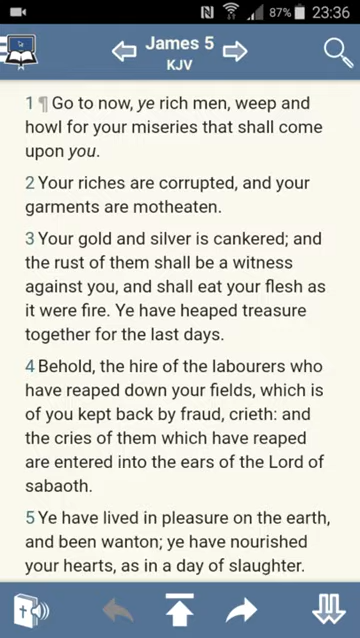 87% 23:36
James 5
KJV
1 ¶ Go to now, ye rich men, weep and
howl for your miseries that shall come
upon you.
2 Your riches are corrupted, and your
garments are motheaten.
3 Your gold and silver is cankered; and
the rust of them shall be a witness
against you, and shall eat your flesh as
it were fire. Ye have heaped treasure
together for the last days.
4 Behold, the hire of the labourers who
have reaped down your fields, which is
of you kept back by fraud, crieth: and
the cries of them which have reaped
are entered into the ears of the Lord of
sabaoth.
5 Ye have lived in pleasure on the earth,
and been wanton; ye have nourished
your hearts, as in a day of slaughter.